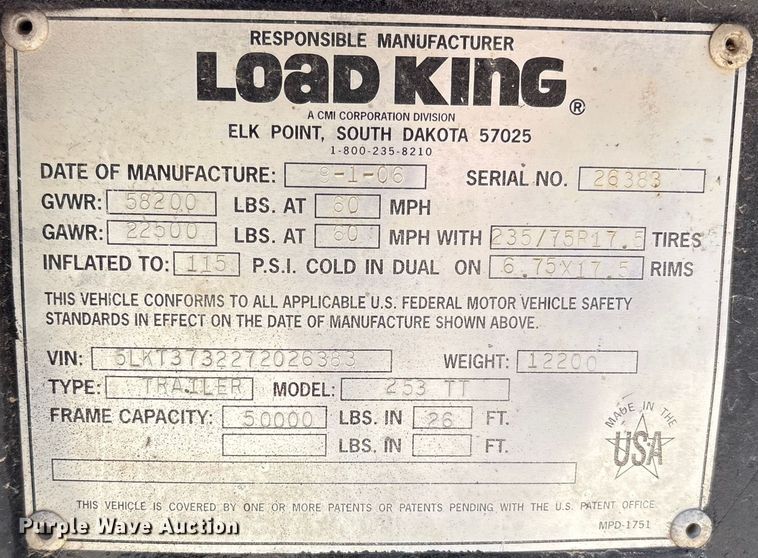 RESPONSIBLE MANUFACTURER
LOAD KING®
A CMI CORPORATION DIVISION
ELK POINT, SOUTH DAKOTA 57025
1-800-235-8210
DATE OF MANUFACTURE: 9-1-06 SERIAL NO. 26383
GVWR: 58200 LBS. AT 60 MPH
GAWR: 22500 LBS. AT 60 MPH WITH 235/75R17.5 TIRES
INFLATED TO: 115 P.S.I. COLD IN DUAL ON 6.75X17.5 RIMS
THIS VEHICLE CONFORMS TO ALL APPLICABLE U.S. FEDERAL MOTOR VEHICLE SAFETY
STANDARDS IN EFFECT ON THE DATE OF MANUFACTURE SHOWN ABOVE.
VIN: 5LKT3732272026383 WEIGHT: 12200
TYPE: TRAILER MODEL: 253 TT
FRAME CAPACITY: 50000 LBS. IN 26 FT.
LBS. IN FT.
MADE IN THE
USA
THIS VEHICLE IS COVERED BY ONE OR MORE PATENTS OR PATENTS PENDING WITH THE U.S. PATENT OFFICE.
MPD-1751
Purple Wave Auction